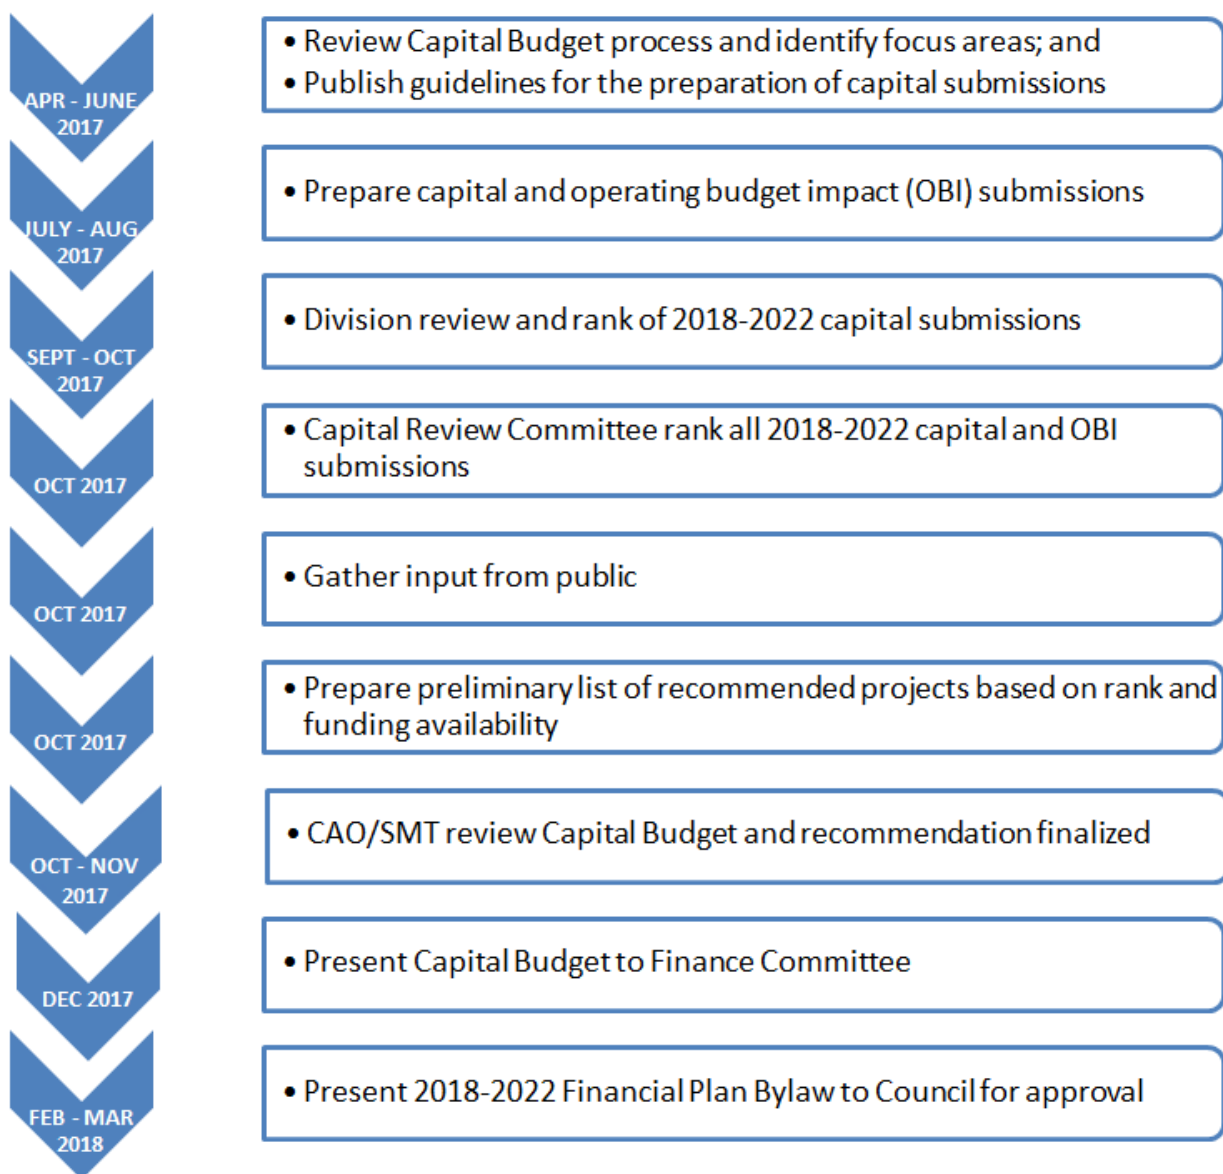 APR - JUNE
2017
• Review Capital Budget process and identify focus areas; and
• Publish guidelines for the preparation of capital submissions
JULY - AUG
2017
• Prepare capital and operating budget impact (OBI) submissions
SEPT - OCT
2017
• Division review and rank of 2018-2022 capital submissions
OCT 2017
• Capital Review Committee rank all 2018-2022 capital and OBI
submissions
OCT 2017
• Gather input from public
OCT 2017
• Prepare preliminary list of recommended projects based on rank and
funding availability
OCT - NOV
2017
• CAO/SMT review Capital Budget and recommendation finalized
DEC 2017
• Present Capital Budget to Finance Committee
FEB - MAR
2018
• Present 2018-2022 Financial Plan Bylaw to Council for approval